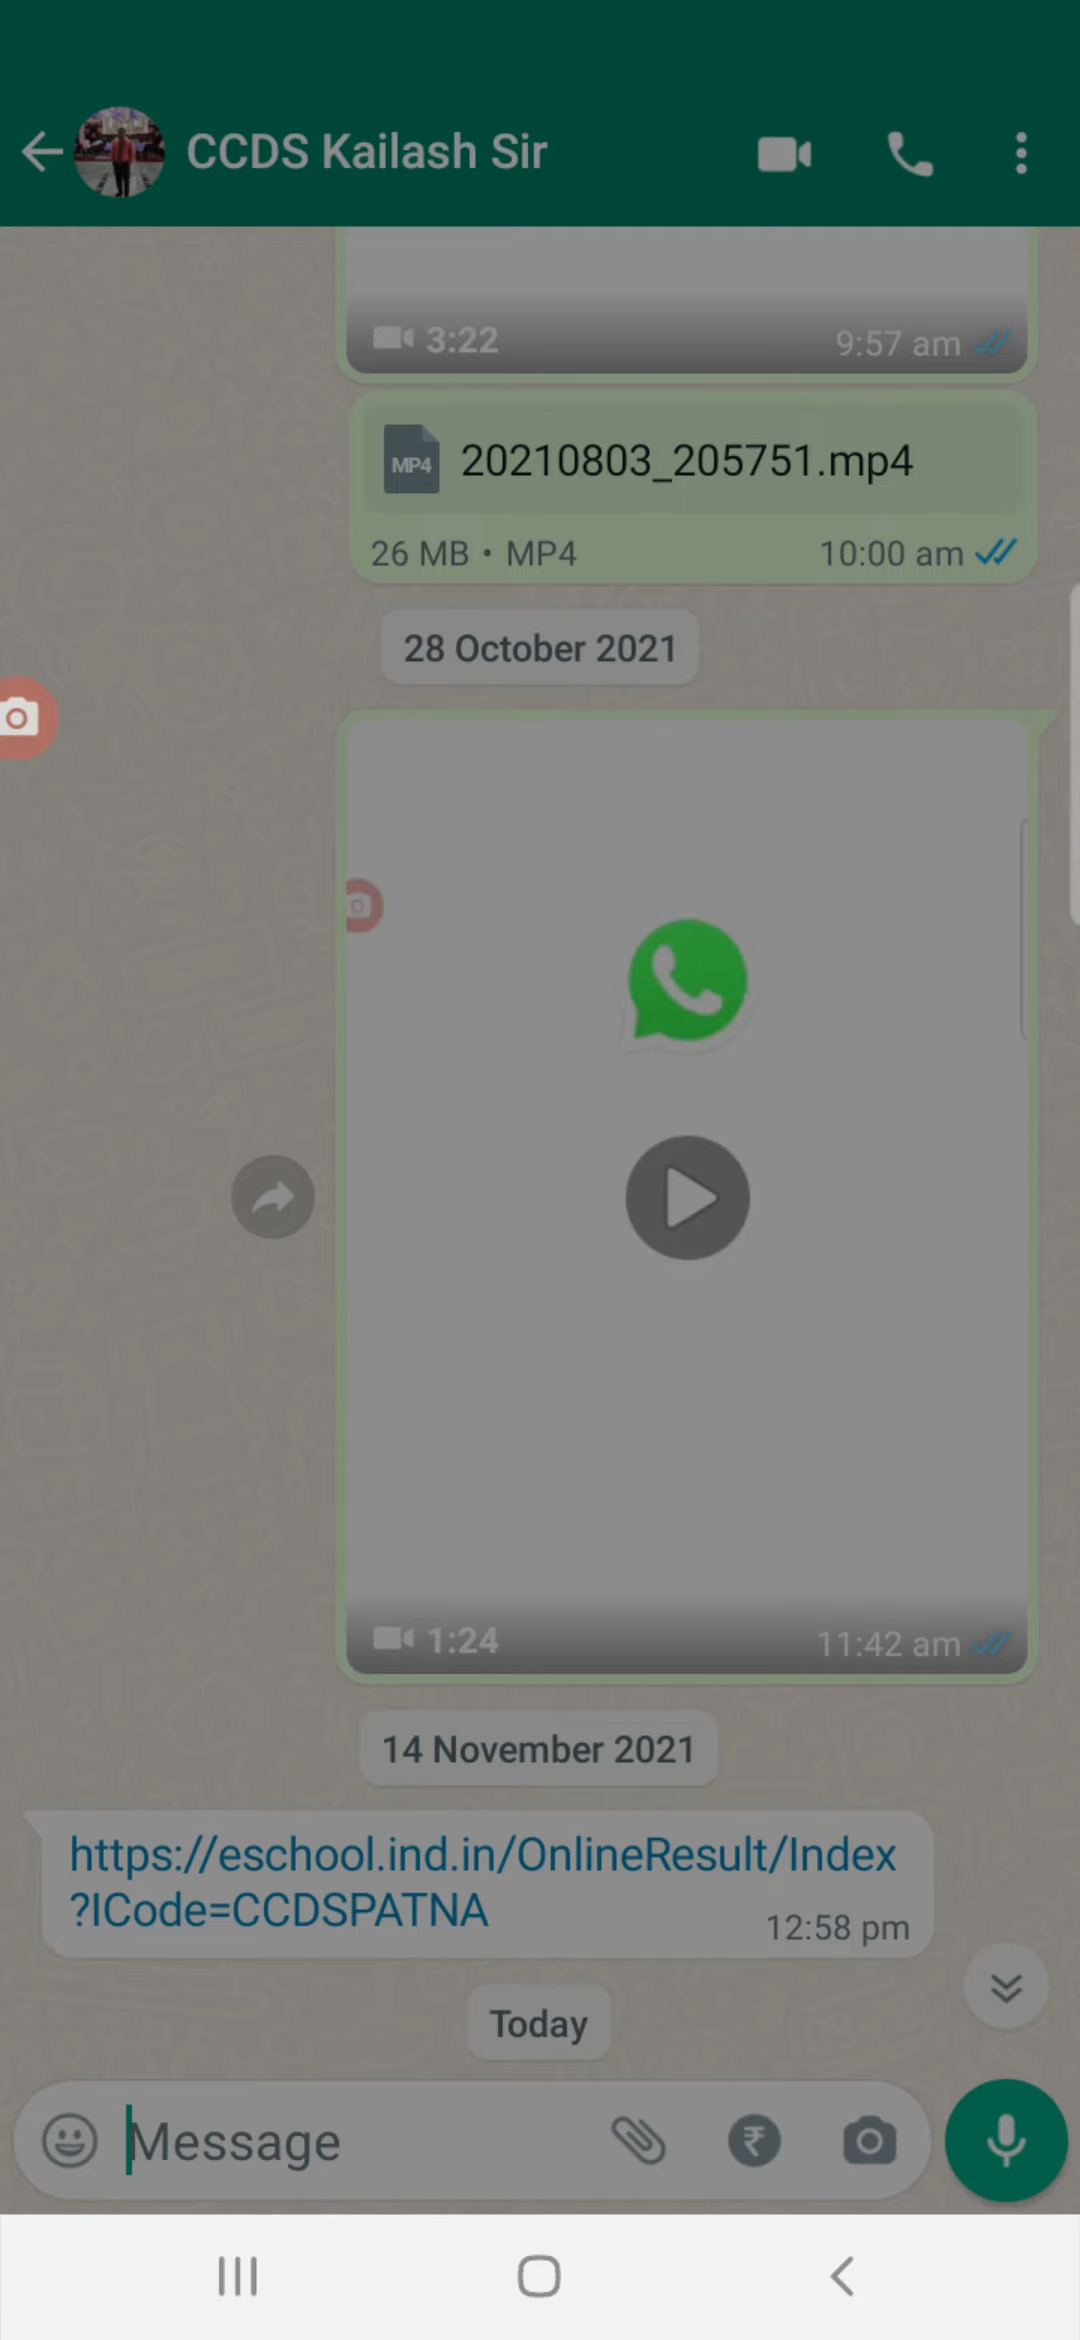 CCDS Kailash Sir
3:22
9:57 am
MP4
20210803_205751.mp4
26 MB • MP4
10:00 am
28 October 2021
1:24
11:42 am
14 November 2021
https://eschool.ind.in/OnlineResult/Index
?ICode=CCDSPATNA
12:58 pm
Today
Message
₹